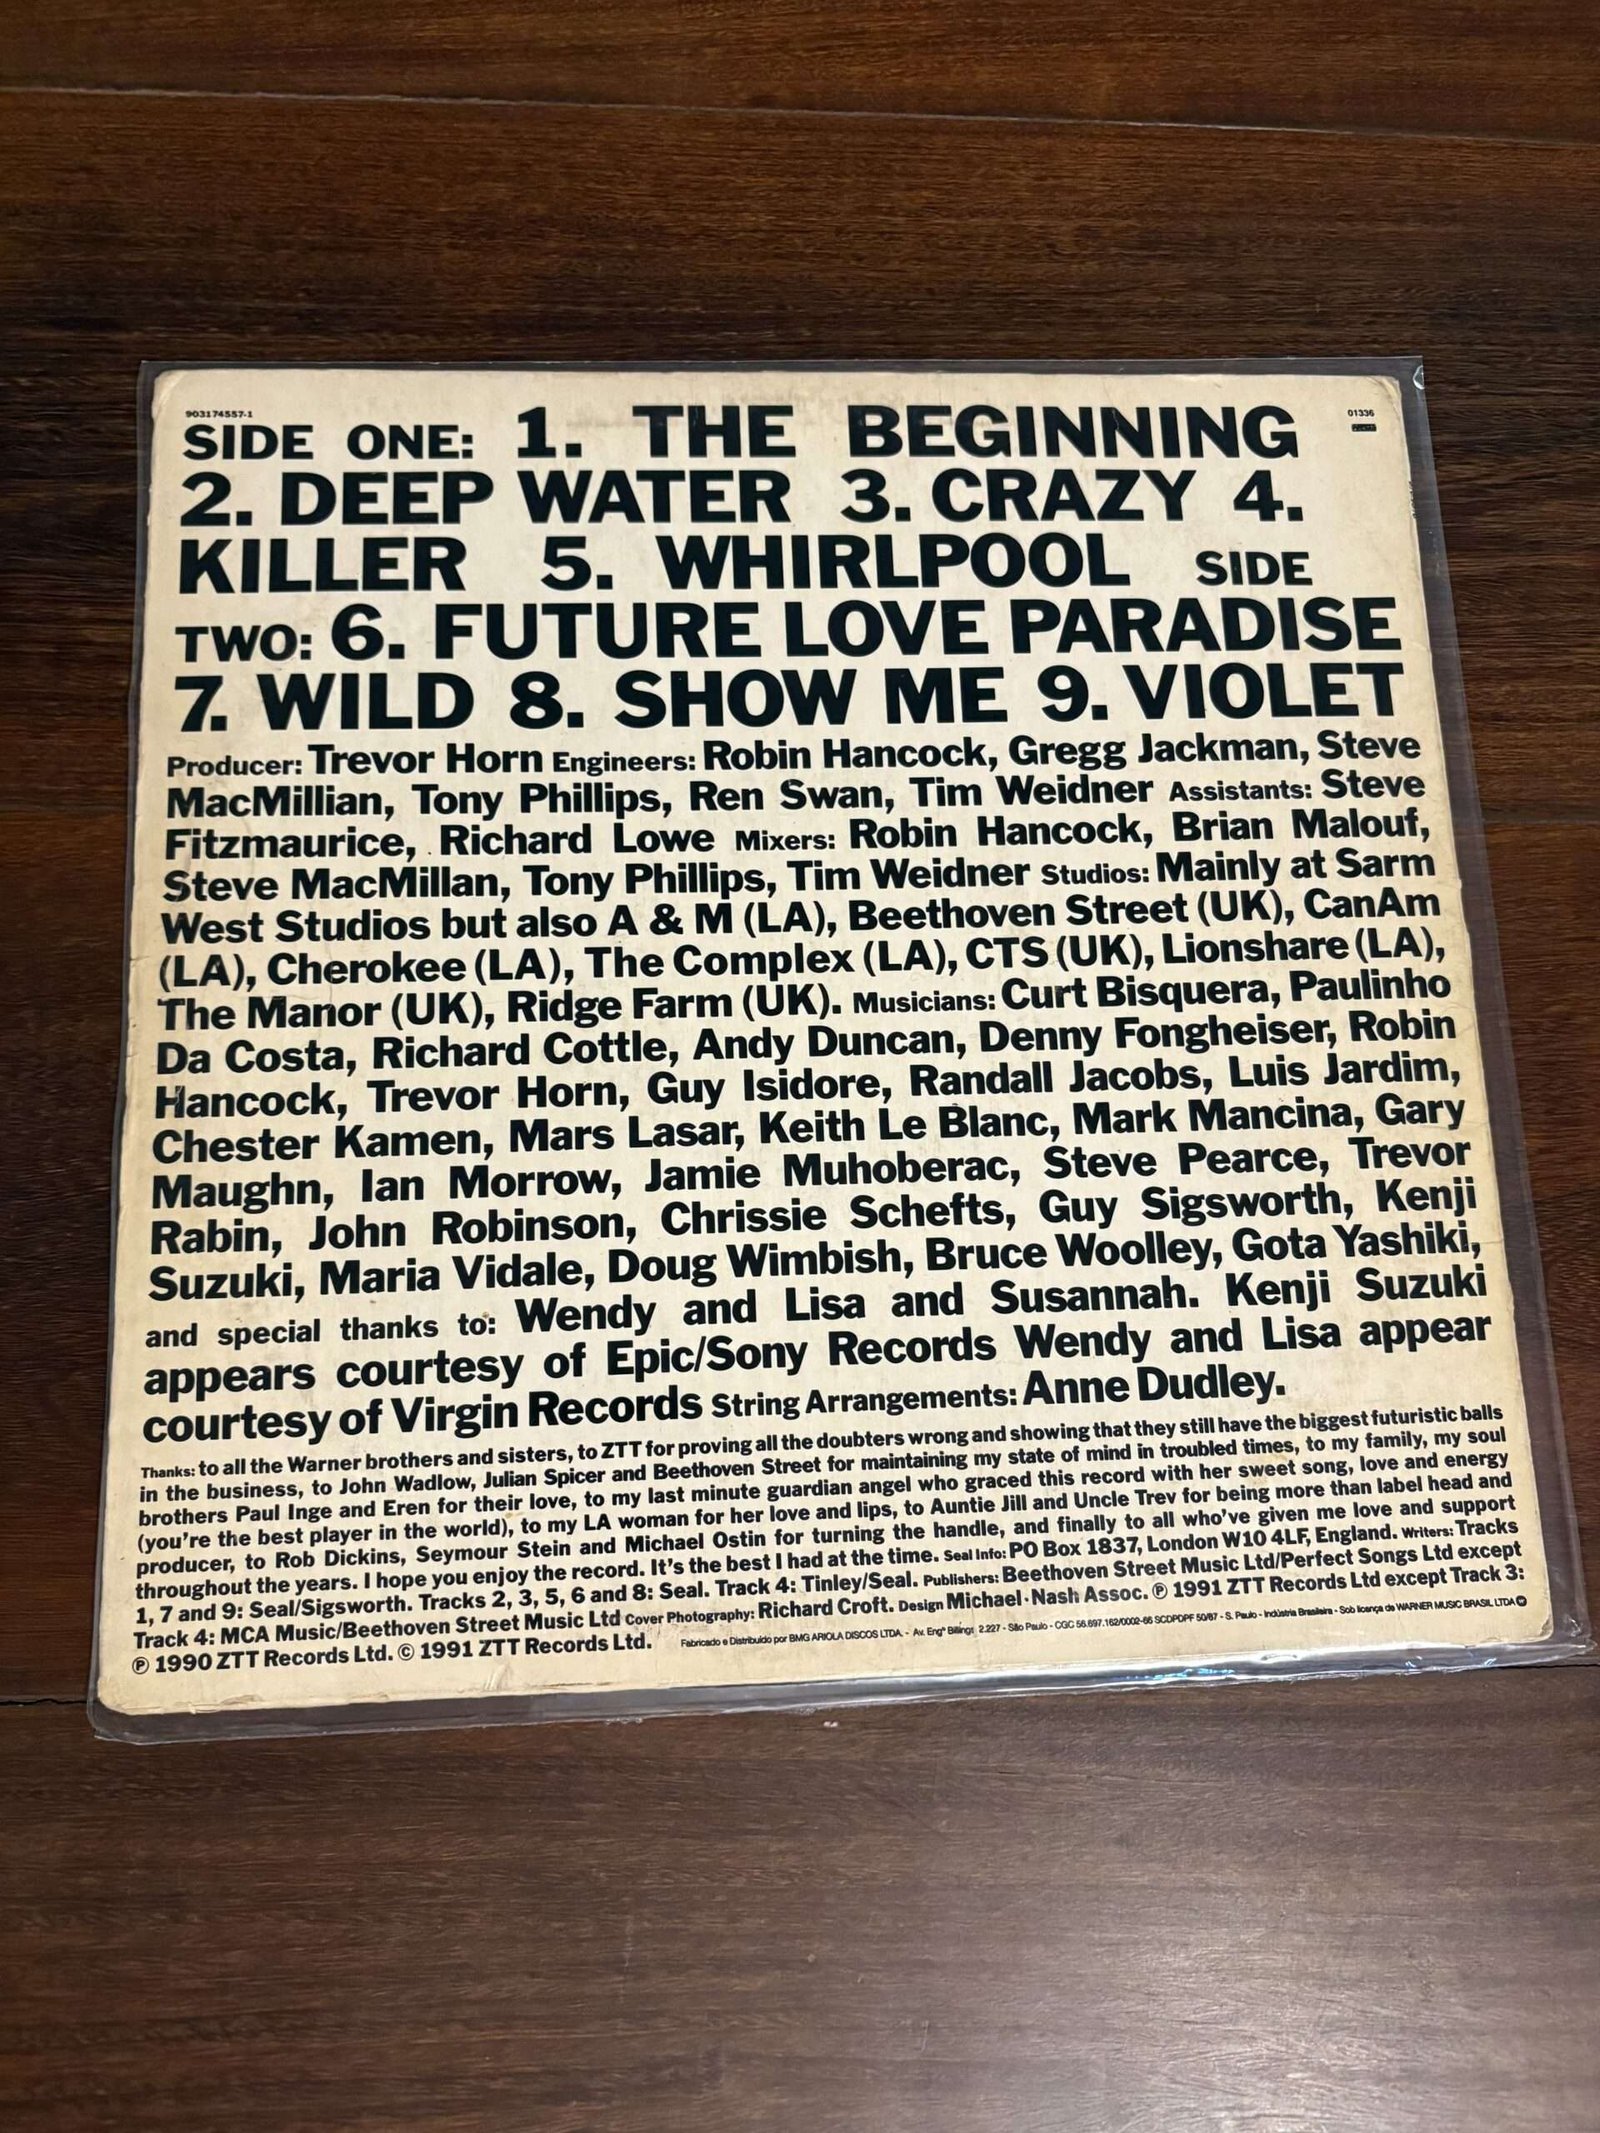 903174557-1
01336
SIDE ONE: 1. THE BEGINNING
2. DEEP WATER 3. CRAZY 4.
KILLER 5. WHIRLPOOL SIDE
TWO: 6. FUTURE LOVE PARADISE
7. WILD 8. SHOW ME 9. VIOLET
Producer: Trevor Horn Engineers: Robin Hancock, Gregg Jackman, Steve
MacMillian, Tony Phillips, Ren Swan, Tim Weidner Assistants: Steve
Fitzmaurice, Richard Lowe Mixers: Robin Hancock, Brian Malouf,
Steve MacMillan, Tony Phillips, Tim Weidner Studios: Mainly at Sarm
West Studios but also A & M (LA), Beethoven Street (UK), CanAm
(LA), Cherokee (LA), The Complex (LA), CTS (UK), Lionshare (LA),
The Manor (UK), Ridge Farm (UK). Musicians: Curt Bisquera, Paulinho
Da Costa, Richard Cottle, Andy Duncan, Denny Fongheiser, Robin
Hancock, Trevor Horn, Guy Isidore, Randall Jacobs, Luis Jardim,
Chester Kamen, Mars Lasar, Keith Le Blanc, Mark Mancina, Gary
Maughn, Ian Morrow, Jamie Muhoberac, Steve Pearce, Trevor
Rabin, John Robinson, Chrissie Schefts, Guy Sigsworth, Kenji
Suzuki, Maria Vidale, Doug Wimbish, Bruce Woolley, Gota Yashiki,
and special thanks to: Wendy and Lisa and Susannah. Kenji Suzuki
appears courtesy of Epic/Sony Records Wendy and Lisa appear
courtesy of Virgin Records String Arrangements: Anne Dudley.
Thanks: to all the Warner brothers and sisters, to ZTT for proving all the doubters wrong and showing that they still have the biggest futuristic balls
in the business, to John Wadlow, Julian Spicer and Beethoven Street for maintaining my state of mind in troubled times, to my family, my soul
brothers Paul Inge and Eren for their love, to my last minute guardian angel who graced this record with her sweet song, love and energy
(you're the best player in the world), to my LA woman for her love and lips, to Auntie Jill and Uncle Trev for being more than label head and
producer, to Rob Dickins, Seymour Stein and Michael Ostin for turning the handle, and finally to all who've given me love and support
throughout the years. I hope you enjoy the record. It's the best I had at the time. Seal Info: PO Box 1837, London W10 4LF, England. Writers: Tracks
1, 7 and 9: Seal/Sigsworth. Tracks 2, 3, 5, 6 and 8: Seal. Track 4: Tinley/Seal. Publishers: Beethoven Street Music Ltd/Perfect Songs Ltd except
Track 4: MCA Music/Beethoven Street Music Ltd Cover Photography: Richard Croft. Design Michael·Nash Assoc. ℗ 1991 ZTT Records Ltd except Track 3:
℗ 1990 ZTT Records Ltd. © 1991 ZTT Records Ltd. Fabricado e Distribuido por BMG ARIOLA DISCOS LTDA. - Av. Engº Billings 2.227 - São Paulo - CGC 56.697.162/0002-66 SCDPDPF 50/67 - S. Paulo - Indústria Brasileira - Sob licença de WARNER MUSIC BRASIL LTDA